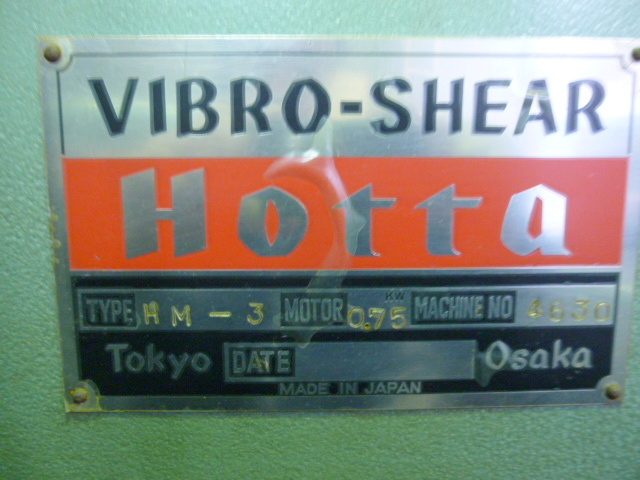 VIBRO-SHEAR
Hotta
TYPE HM-3 MOTOR 0.75 KW MACHINE NO 4630
Tokyo DATE Osaka
MADE IN JAPAN